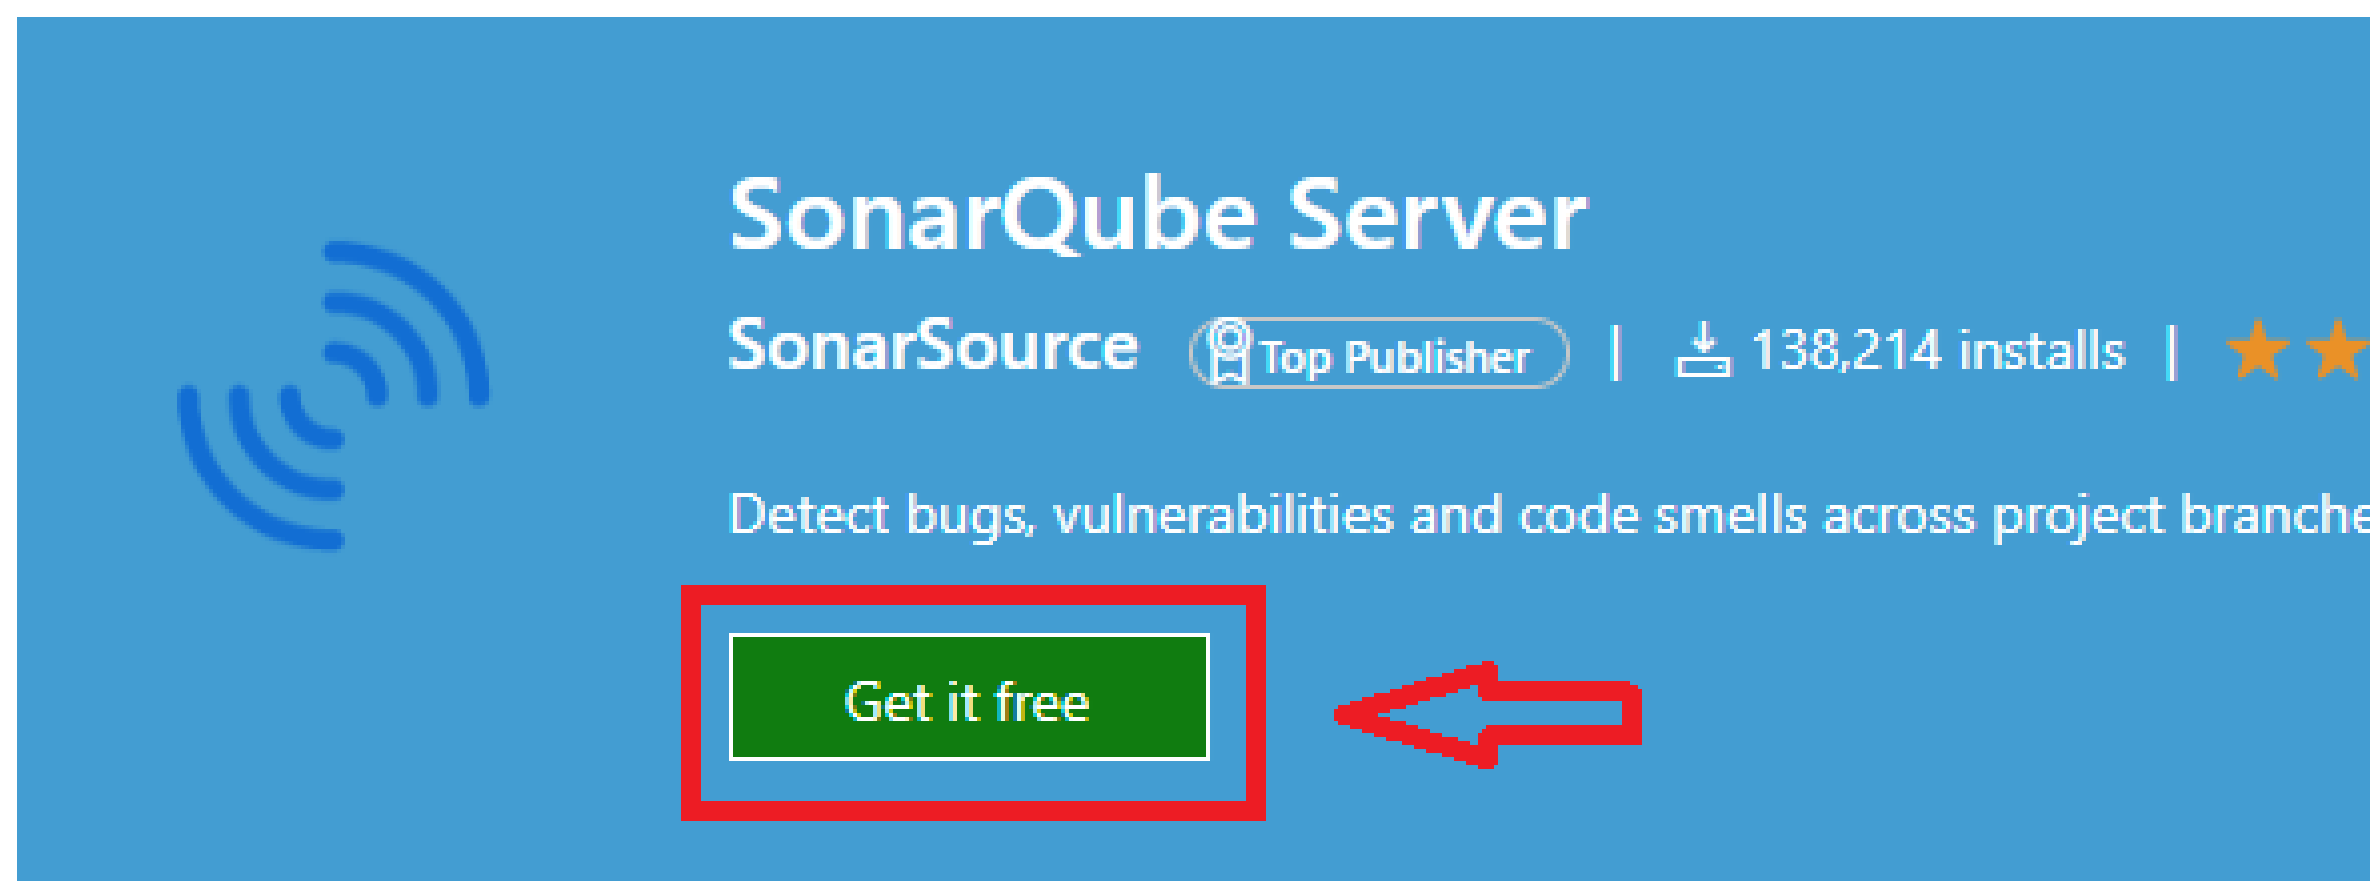 SonarQube Server
SonarSource Top Publisher | 138,214 installs |
Detect bugs, vulnerabilities and code smells across project branche
Get it free